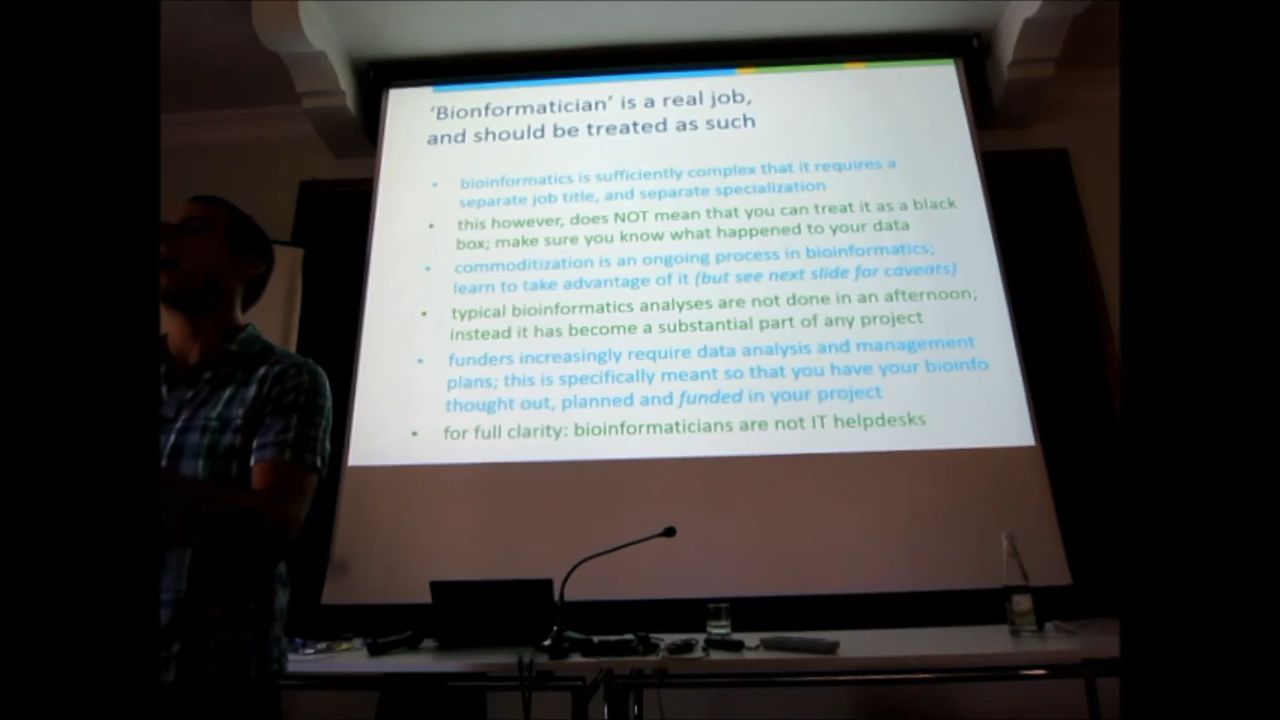 'Bionformatician' is a real job,
and should be treated as such
• bioinformatics is sufficiently complex that it requires a
separate job title, and separate specialization
• this however, does NOT mean that you can treat it as a black
box; make sure you know what happened to your data
• commoditization is an ongoing process in bioinformatics;
learn to take advantage of it (but see next slide for caveats)
• typical bioinformatics analyses are not done in an afternoon;
instead it has become a substantial part of any project
• funders increasingly require data analysis and management
plans; this is specifically meant so that you have your bioinfo
thought out, planned and funded in your project
• for full clarity: bioinformaticians are not IT helpdesks